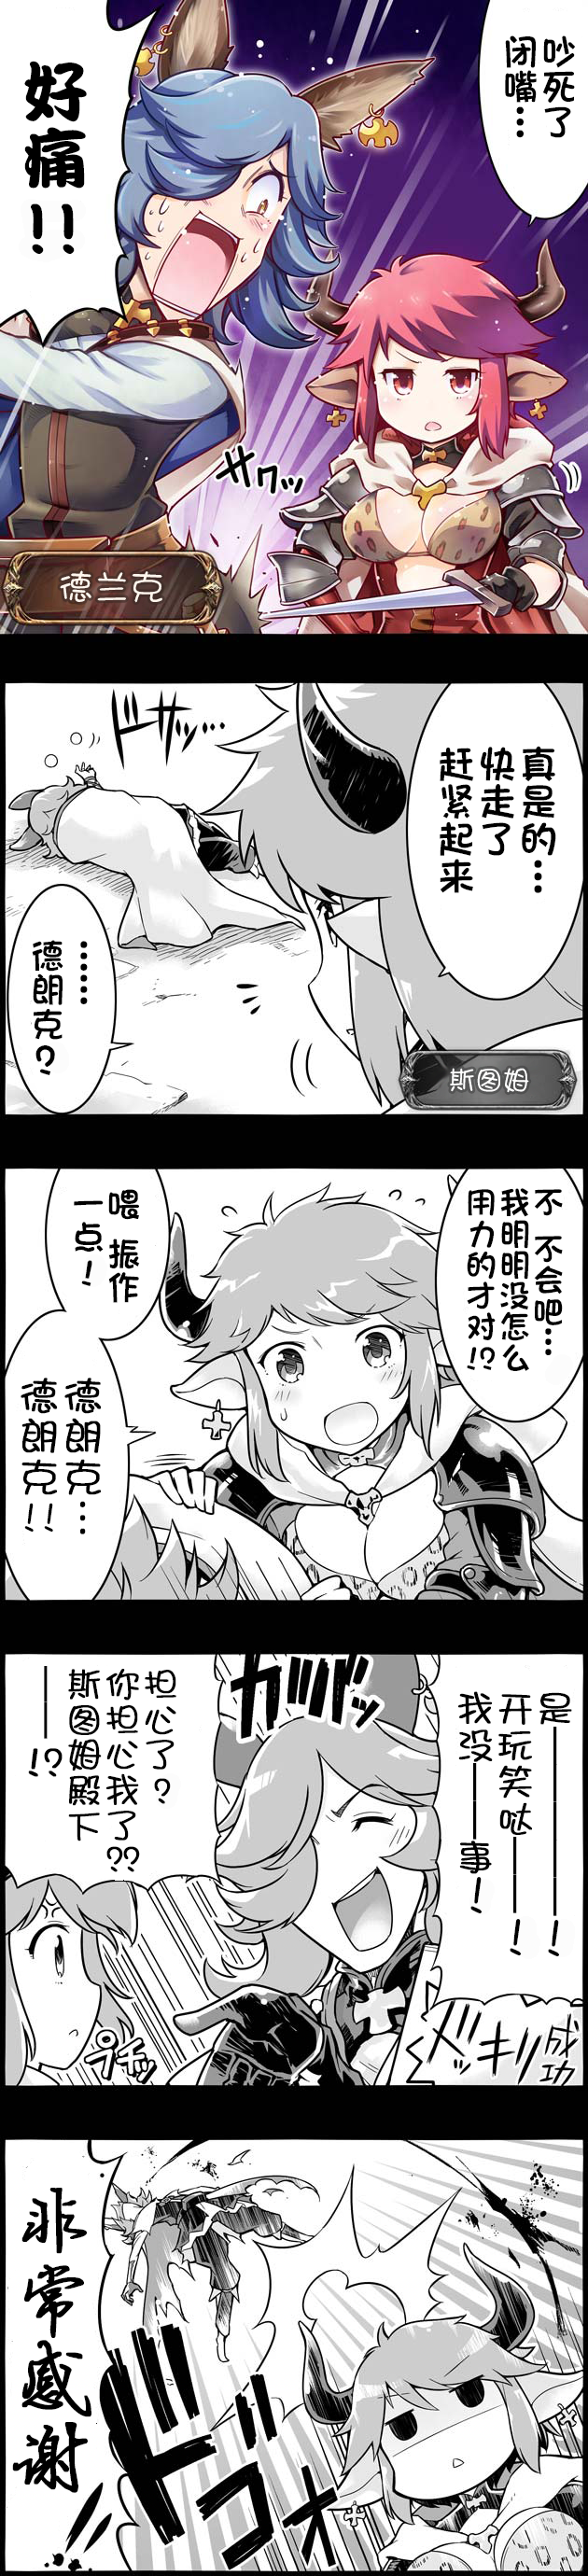 吵死了
闭嘴…
好痛!!
ザクッ
德兰克
真是的…
快走了
赶紧起来
ドサッ…
……
德朗克?
斯图姆
不 不会吧…
我明明没怎么
用力的才对!?
喂 振作
一点!
德朗克…
德朗克!!
是——————!
开玩笑哒———!
我没——事!
ガバッ
担心了?
你担心我了??
斯图姆殿下
——!?
ドッキリ
成功
プチッ
非常感谢
ドゴォ